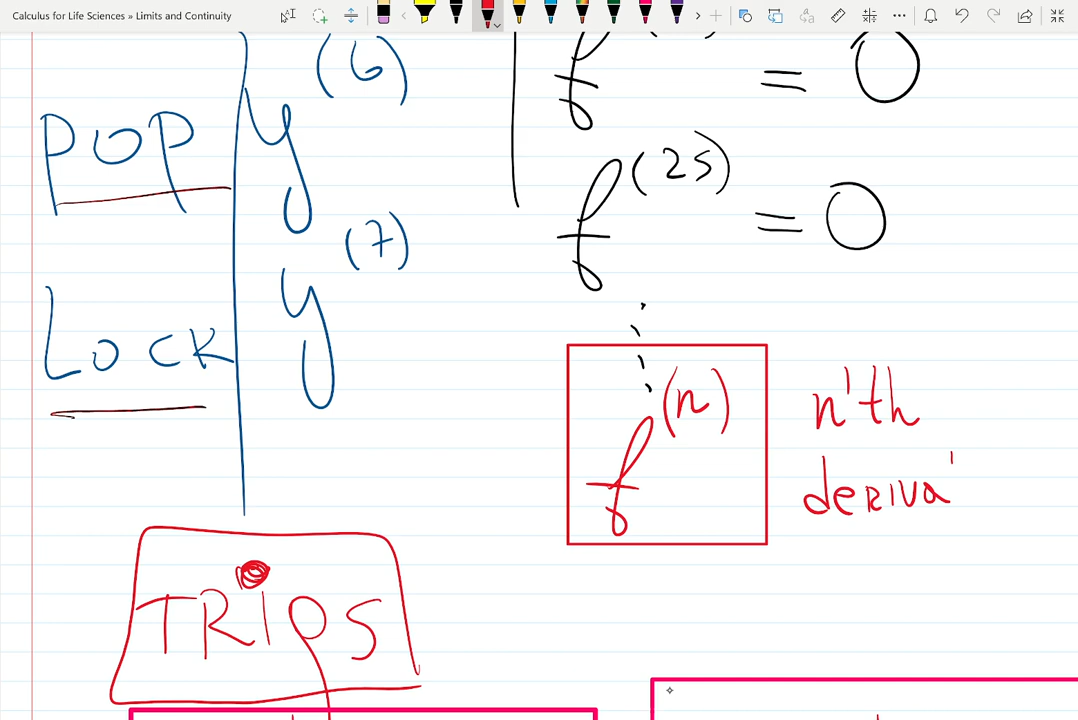 Calculus for Life Sciences » Limits and Continuity
POP
LOCK
y(6)
y(7)
= 0
f(25) = 0
f(n)
n'th
deriva
TRIPS